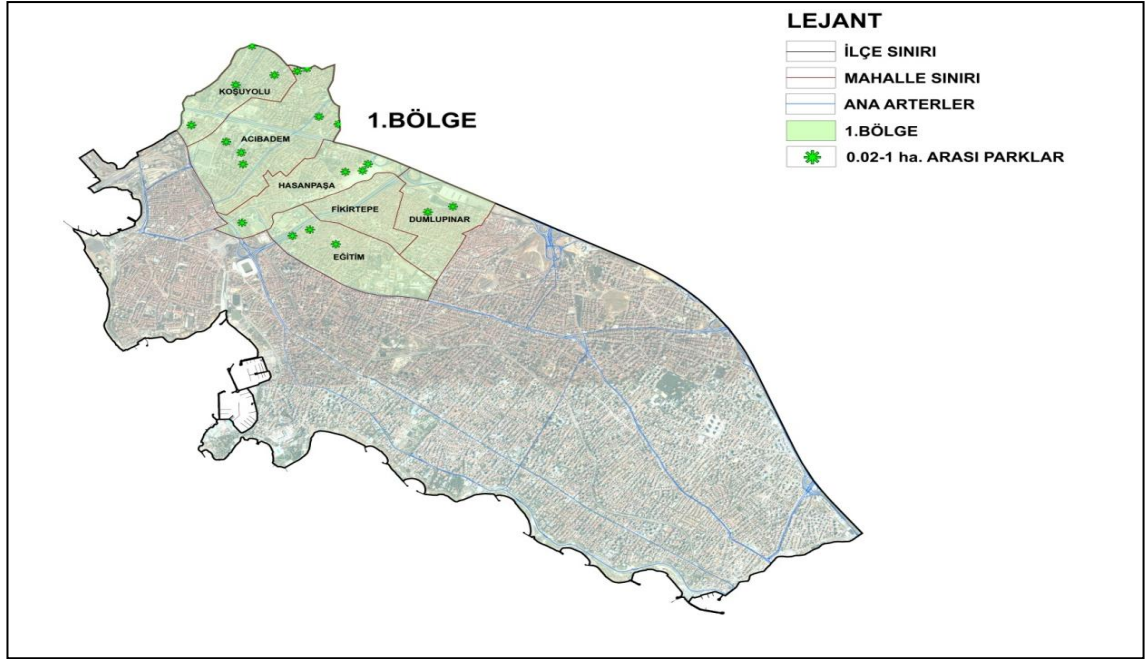 LEJANT
İLÇE SINIRI
MAHALLE SINIRI
ANA ARTERLER
1.BÖLGE
0.02-1 ha. ARASI PARKLAR
1.BÖLGE
KOŞUYOLU
ACIBADEM
HASANPAŞA
FİKİRTEPE
DUMLUPINAR
EĞİTİM